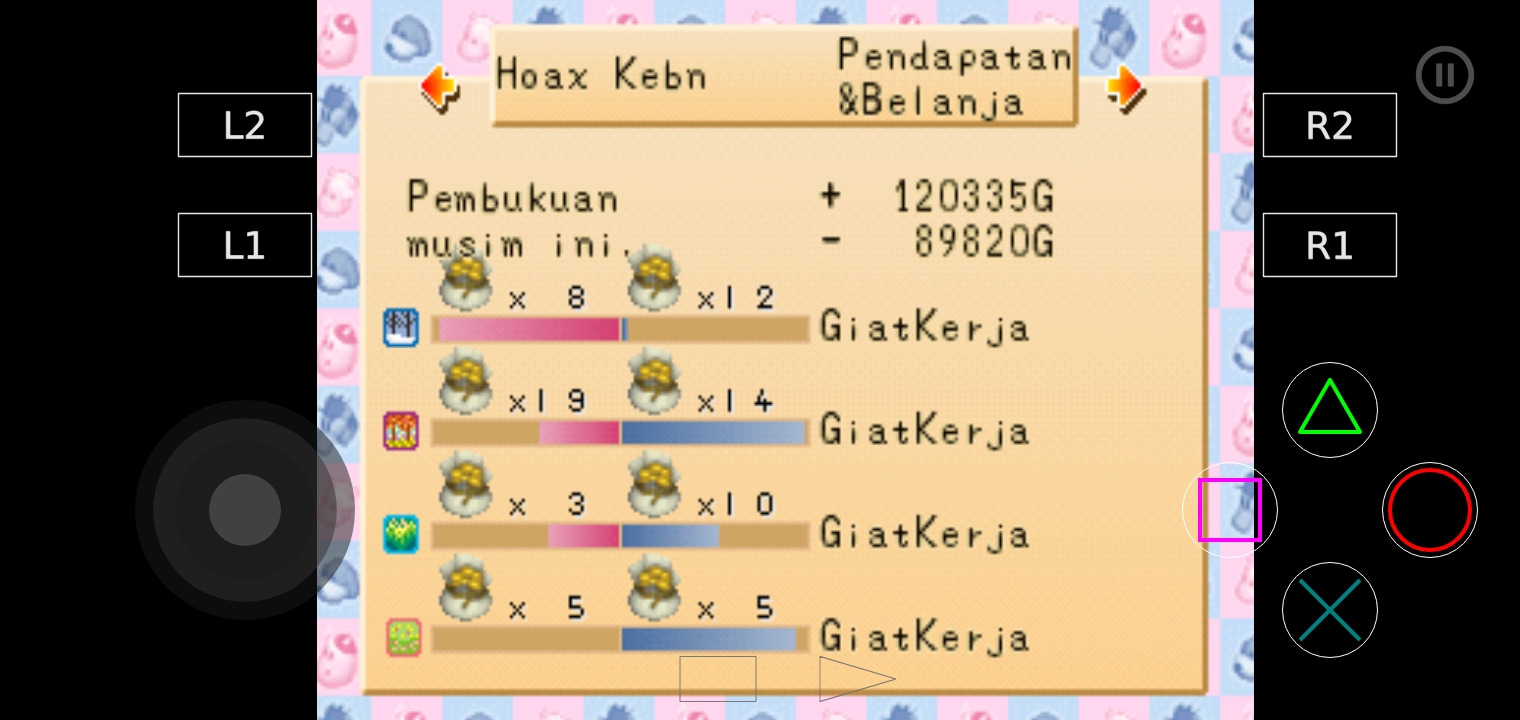 Hoax Kebn
Pendapatan
&Belanja
L2
R2
Pembukuan + 120335G
L1
musim ini. - 89820G
R1
x 8 x12
GiatKerja
x19 x14
GiatKerja
x 3 x10
GiatKerja
x 5 x 5
GiatKerja